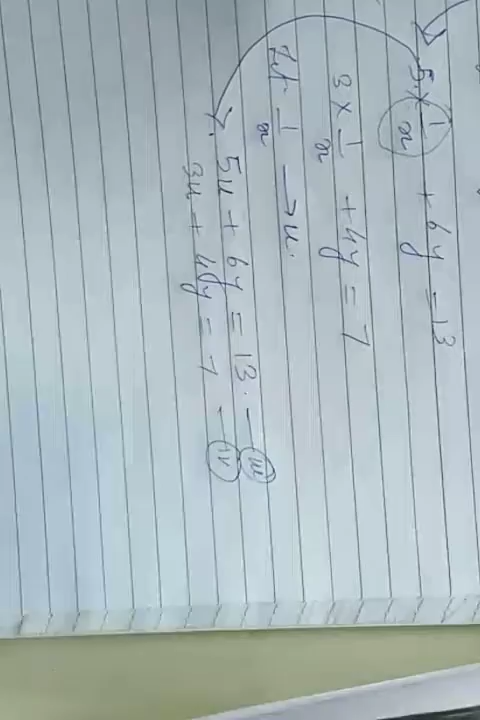 5 × 1/x + 6y = 13
3 × 1/x + 4y = 7
Let 1/x → u.
5u + 6y = 13. — (iii)
3u + 4y = 7 — (iv)